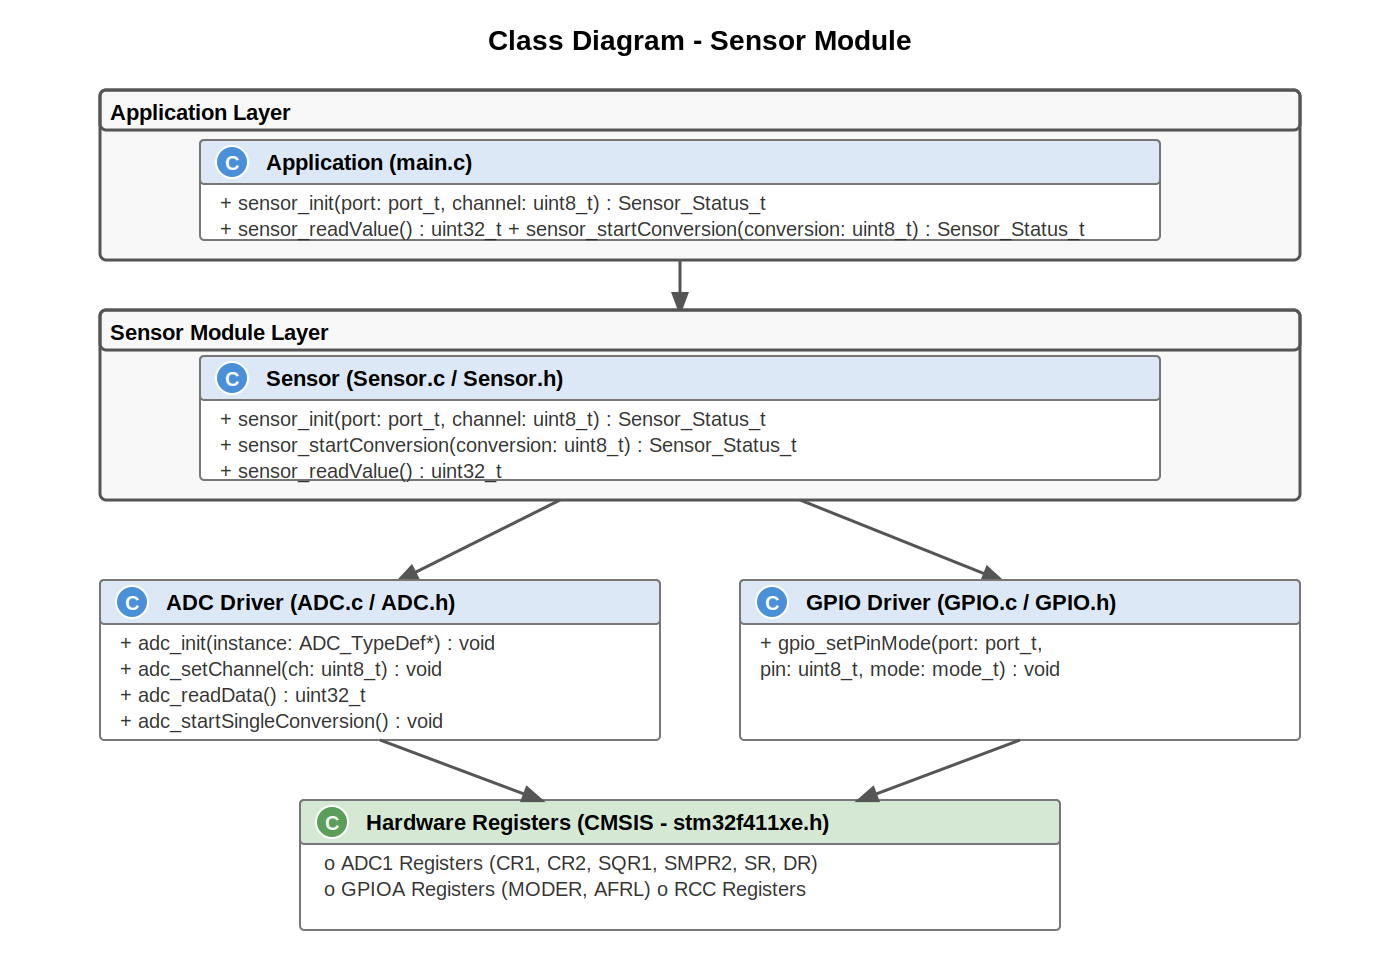 Class Diagram - Sensor Module
Application Layer
C Application (main.c)
+ sensor_init(port: port_t, channel: uint8_t) : Sensor_Status_t
+ sensor_readValue() : uint32_t + sensor_startConversion(conversion: uint8_t) : Sensor_Status_t
Sensor Module Layer
C Sensor (Sensor.c / Sensor.h)
+ sensor_init(port: port_t, channel: uint8_t) : Sensor_Status_t
+ sensor_startConversion(conversion: uint8_t) : Sensor_Status_t
+ sensor_readValue() : uint32_t
C ADC Driver (ADC.c / ADC.h)
+ adc_init(instance: ADC_TypeDef*) : void
+ adc_setChannel(ch: uint8_t) : void
+ adc_readData() : uint32_t
+ adc_startSingleConversion() : void
C GPIO Driver (GPIO.c / GPIO.h)
+ gpio_setPinMode(port: port_t,
pin: uint8_t, mode: mode_t) : void
C Hardware Registers (CMSIS - stm32f411xe.h)
o ADC1 Registers (CR1, CR2, SQR1, SMPR2, SR, DR)
o GPIOA Registers (MODER, AFRL) o RCC Registers